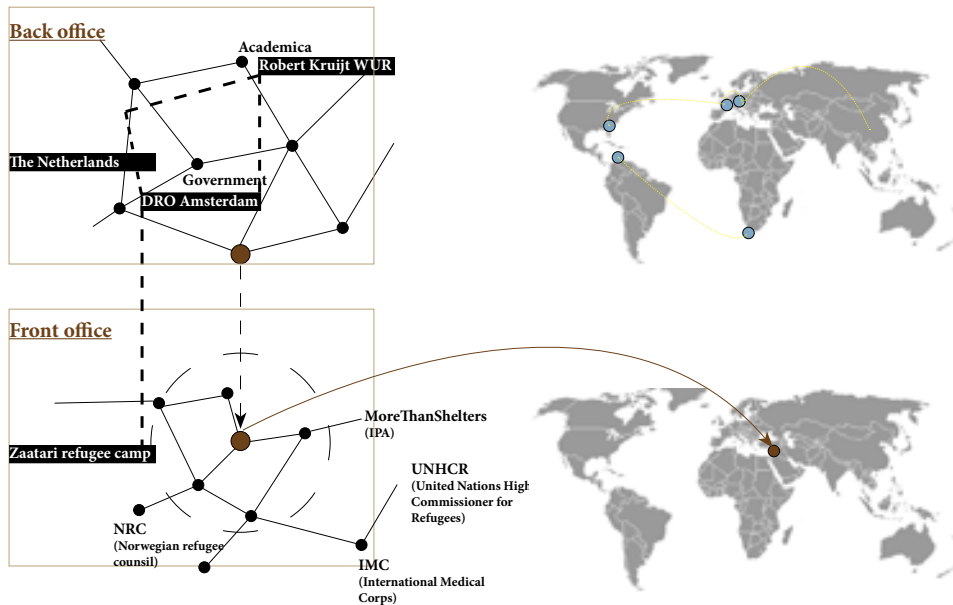 Back office
Academica
Robert Kruijt WUR
The Netherlands
Government
DRO Amsterdam
Front office
MoreThanShelters
(IPA)
Zaatari refugee camp
UNHCR
(United Nations High
Commissioner for
Refugees)
NRC
(Norwegian refugee
counsil)
IMC
(International Medical
Corps)